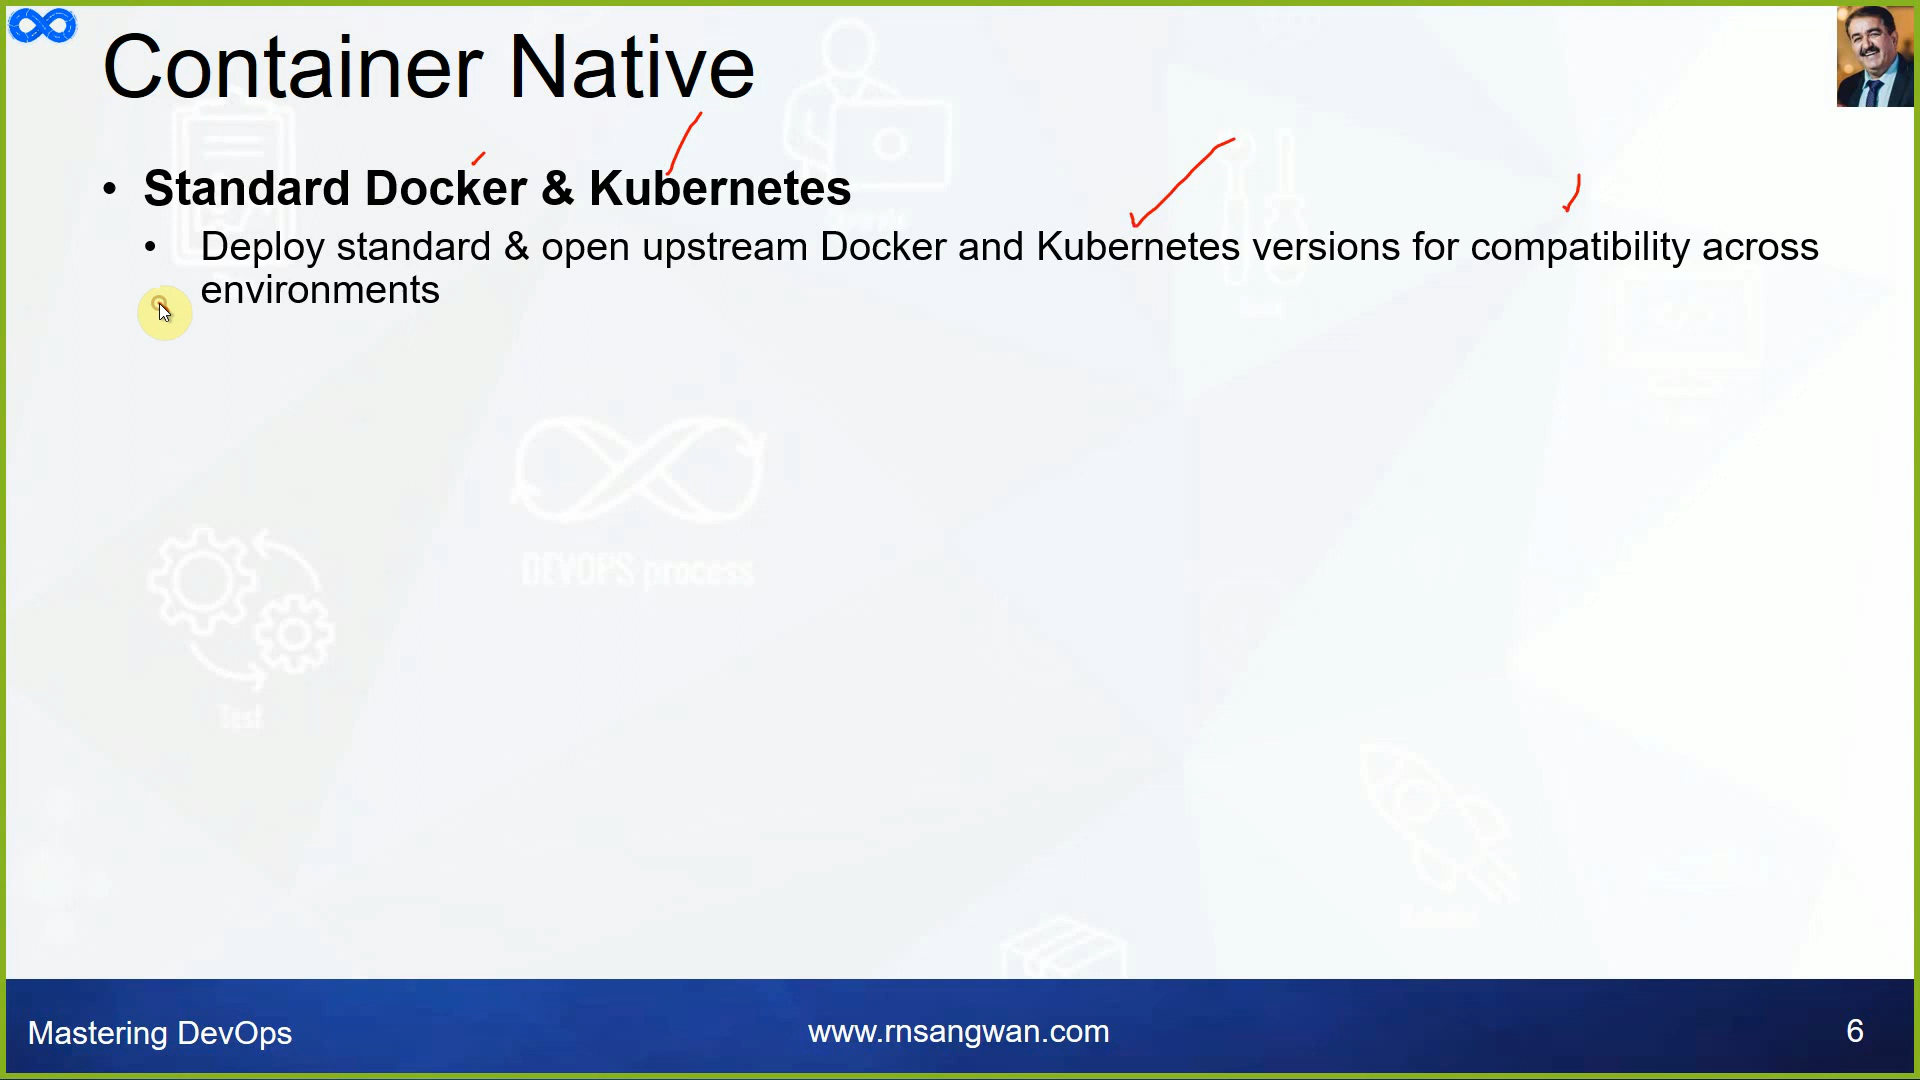 Container Native
• Standard Docker & Kubernetes
• Deploy standard & open upstream Docker and Kubernetes versions for compatibility across
environments
DEVOPS process
Test
Mastering DevOps
www.rnsangwan.com
6